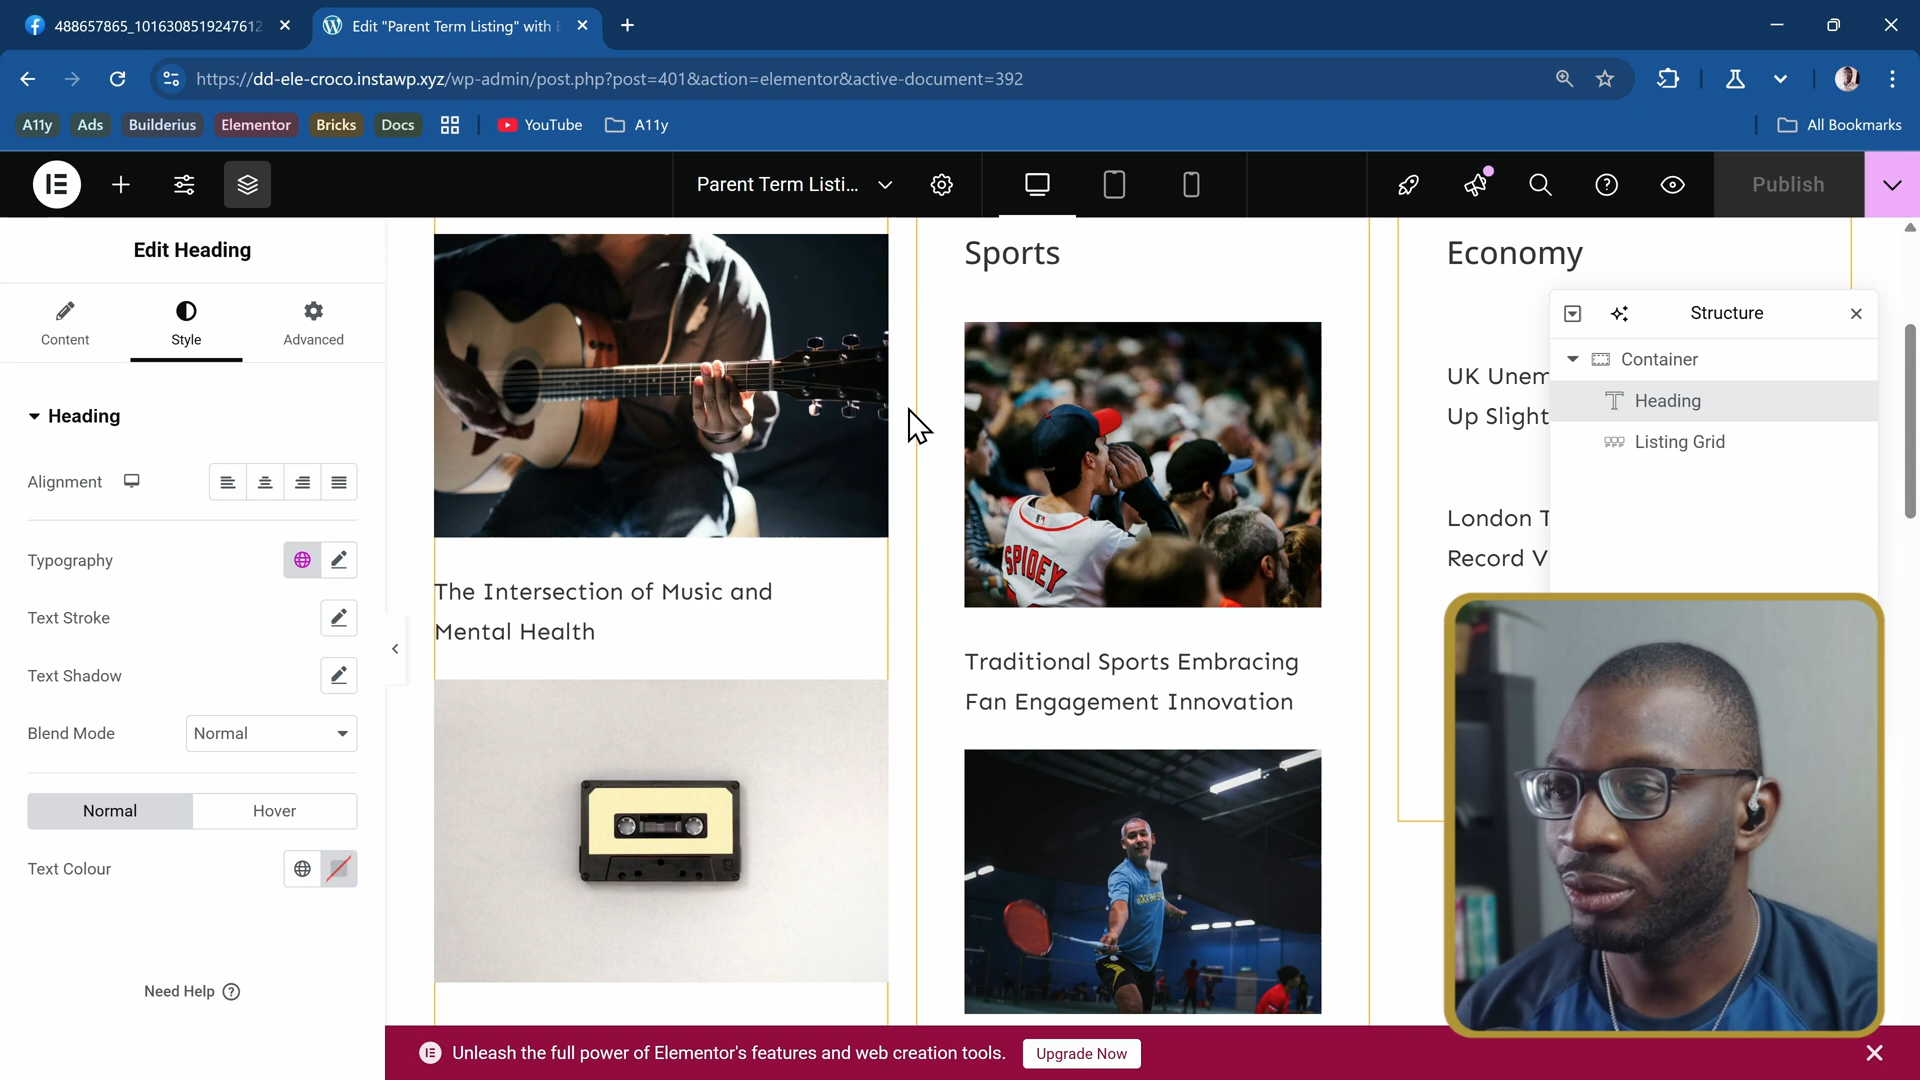 488657865_1016308519247612
Edit "Parent Term Listing" with E
https://dd-ele-croco.instawp.xyz/wp-admin/post.php?post=401&action=elementor&active-document=392
A11y
Ads
Builderius
Elementor
Bricks
Docs
YouTube
A11y
All Bookmarks
Parent Term Listi...
Publish
Edit Heading
Content
Style
Advanced
Heading
Alignment
Typography
Text Stroke
Text Shadow
Blend Mode
Normal
Normal
Hover
Text Colour
Need Help
The Intersection of Music and
Mental Health
Sports
SPIDEY
Traditional Sports Embracing
Fan Engagement Innovation
Economy
UK Unem
Up Slight
London T
Record V
Structure
Container
Heading
Listing Grid
Unleash the full power of Elementor's features and web creation tools.
Upgrade Now